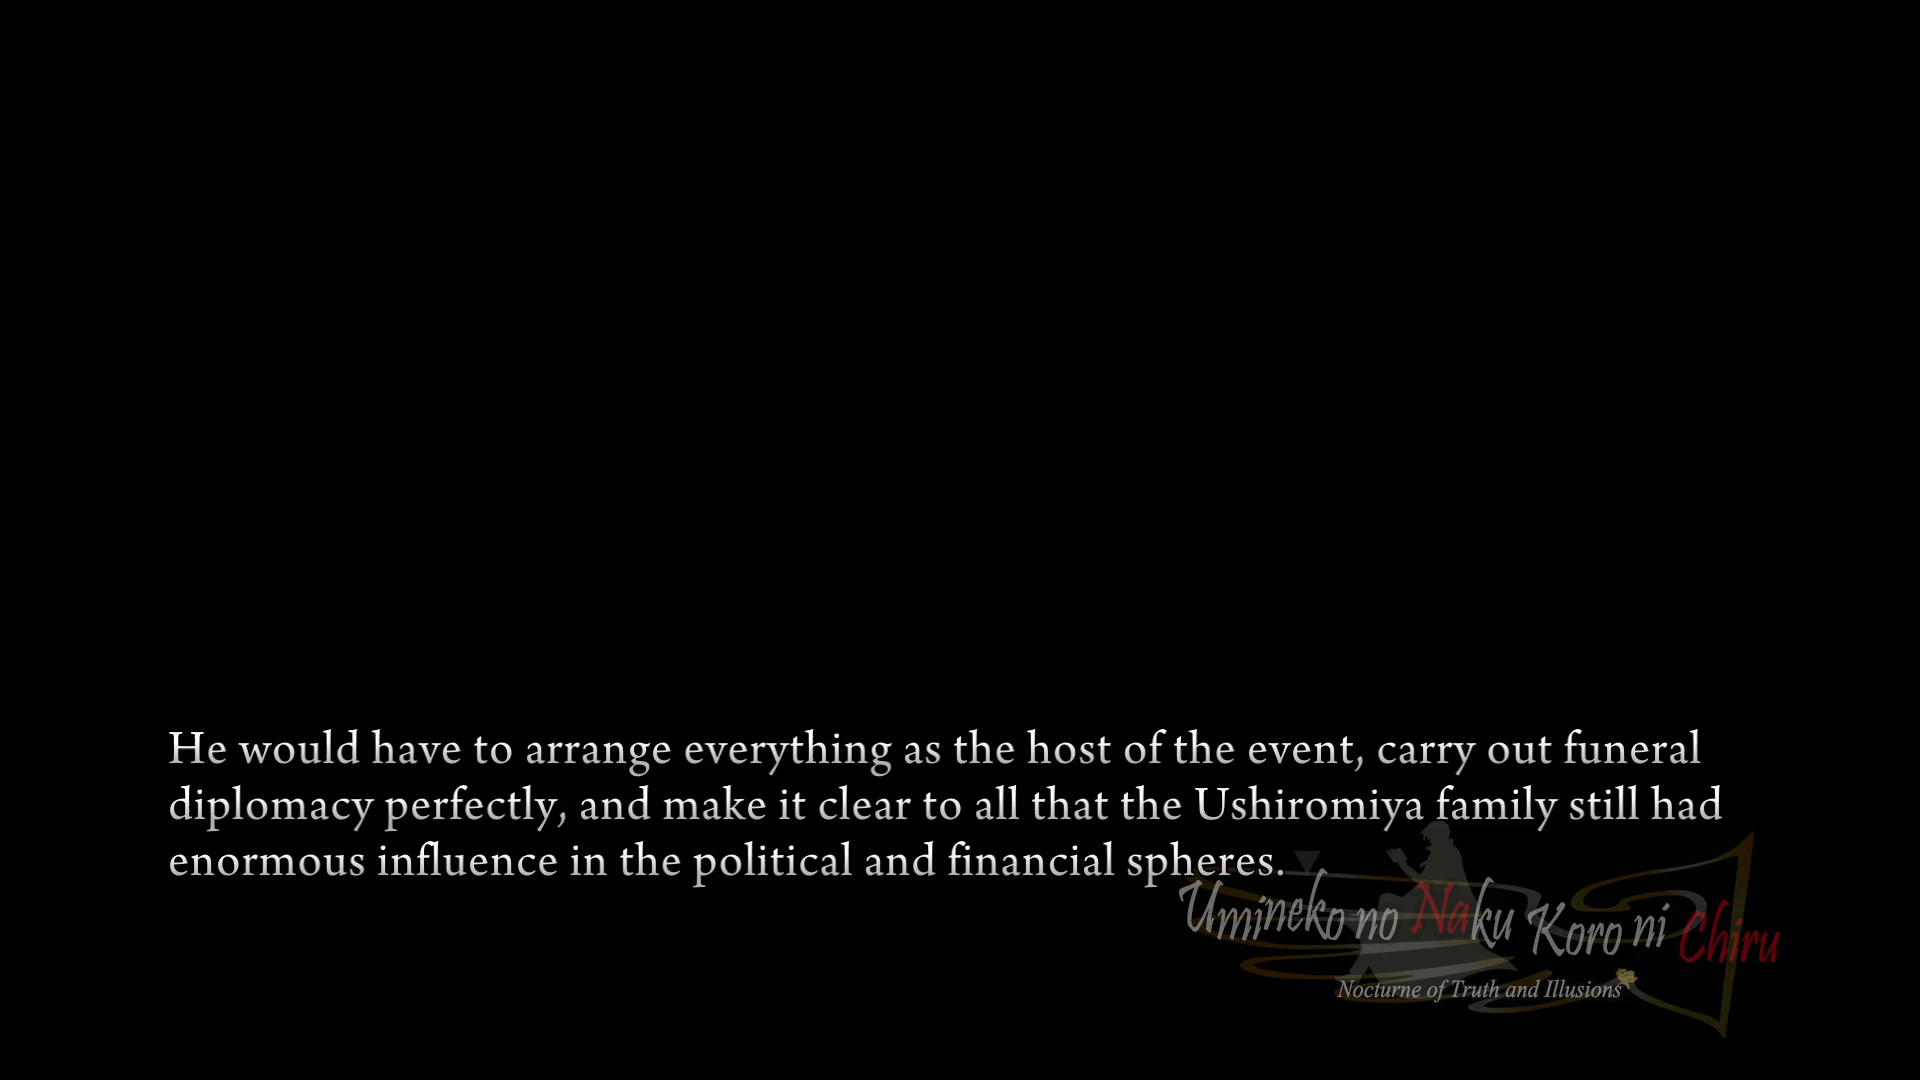 He would have to arrange everything as the host of the event, carry out funeral
diplomacy perfectly, and make it clear to all that the Ushiromiya family still had
enormous influence in the political and financial spheres.
Umineko no Naku Koro ni Chiru
Nocturne of Truth and Illusions